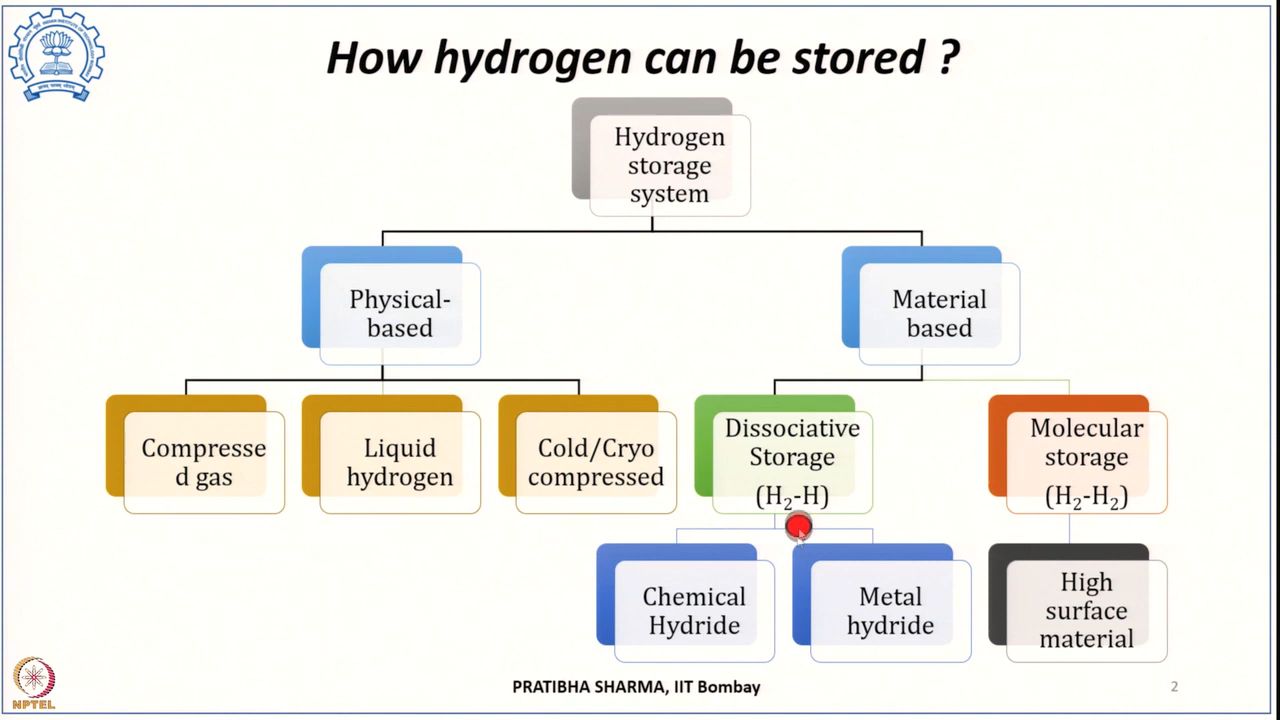 How hydrogen can be stored ?
Hydrogen
storage
system
Physical-
based
Material
based
Compresse
d gas
Liquid
hydrogen
Cold/Cryo
compressed
Dissociative
Storage
(H₂-H)
Molecular
storage
(H₂-H₂)
Chemical
Hydride
Metal
hydride
High
surface
material
NPTEL
PRATIBHA SHARMA, IIT Bombay
2